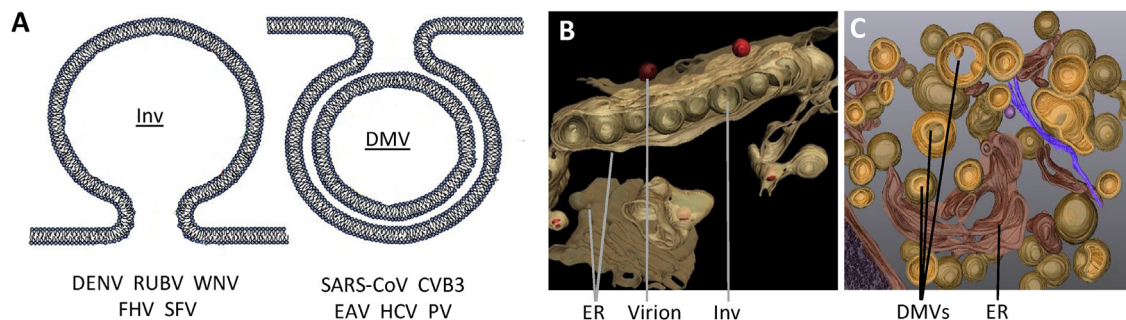 A
Inv
DENV RUBV WNV
FHV SFV
DMV
SARS-CoV CVB3
EAV HCV PV
B
ER Virion Inv
C
DMVs ER